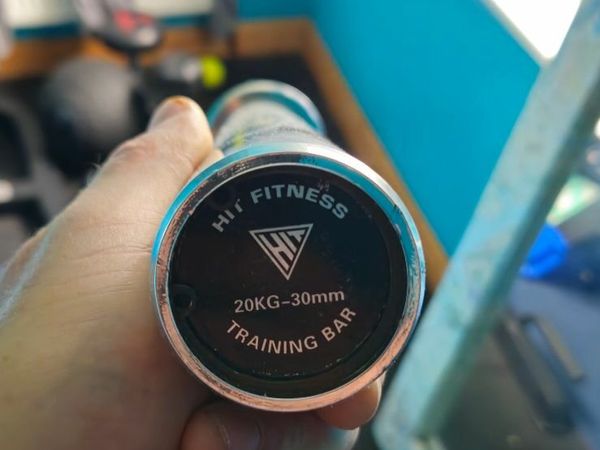 HIT FITNESS
HIT
20KG-30mm
TRAINING BAR